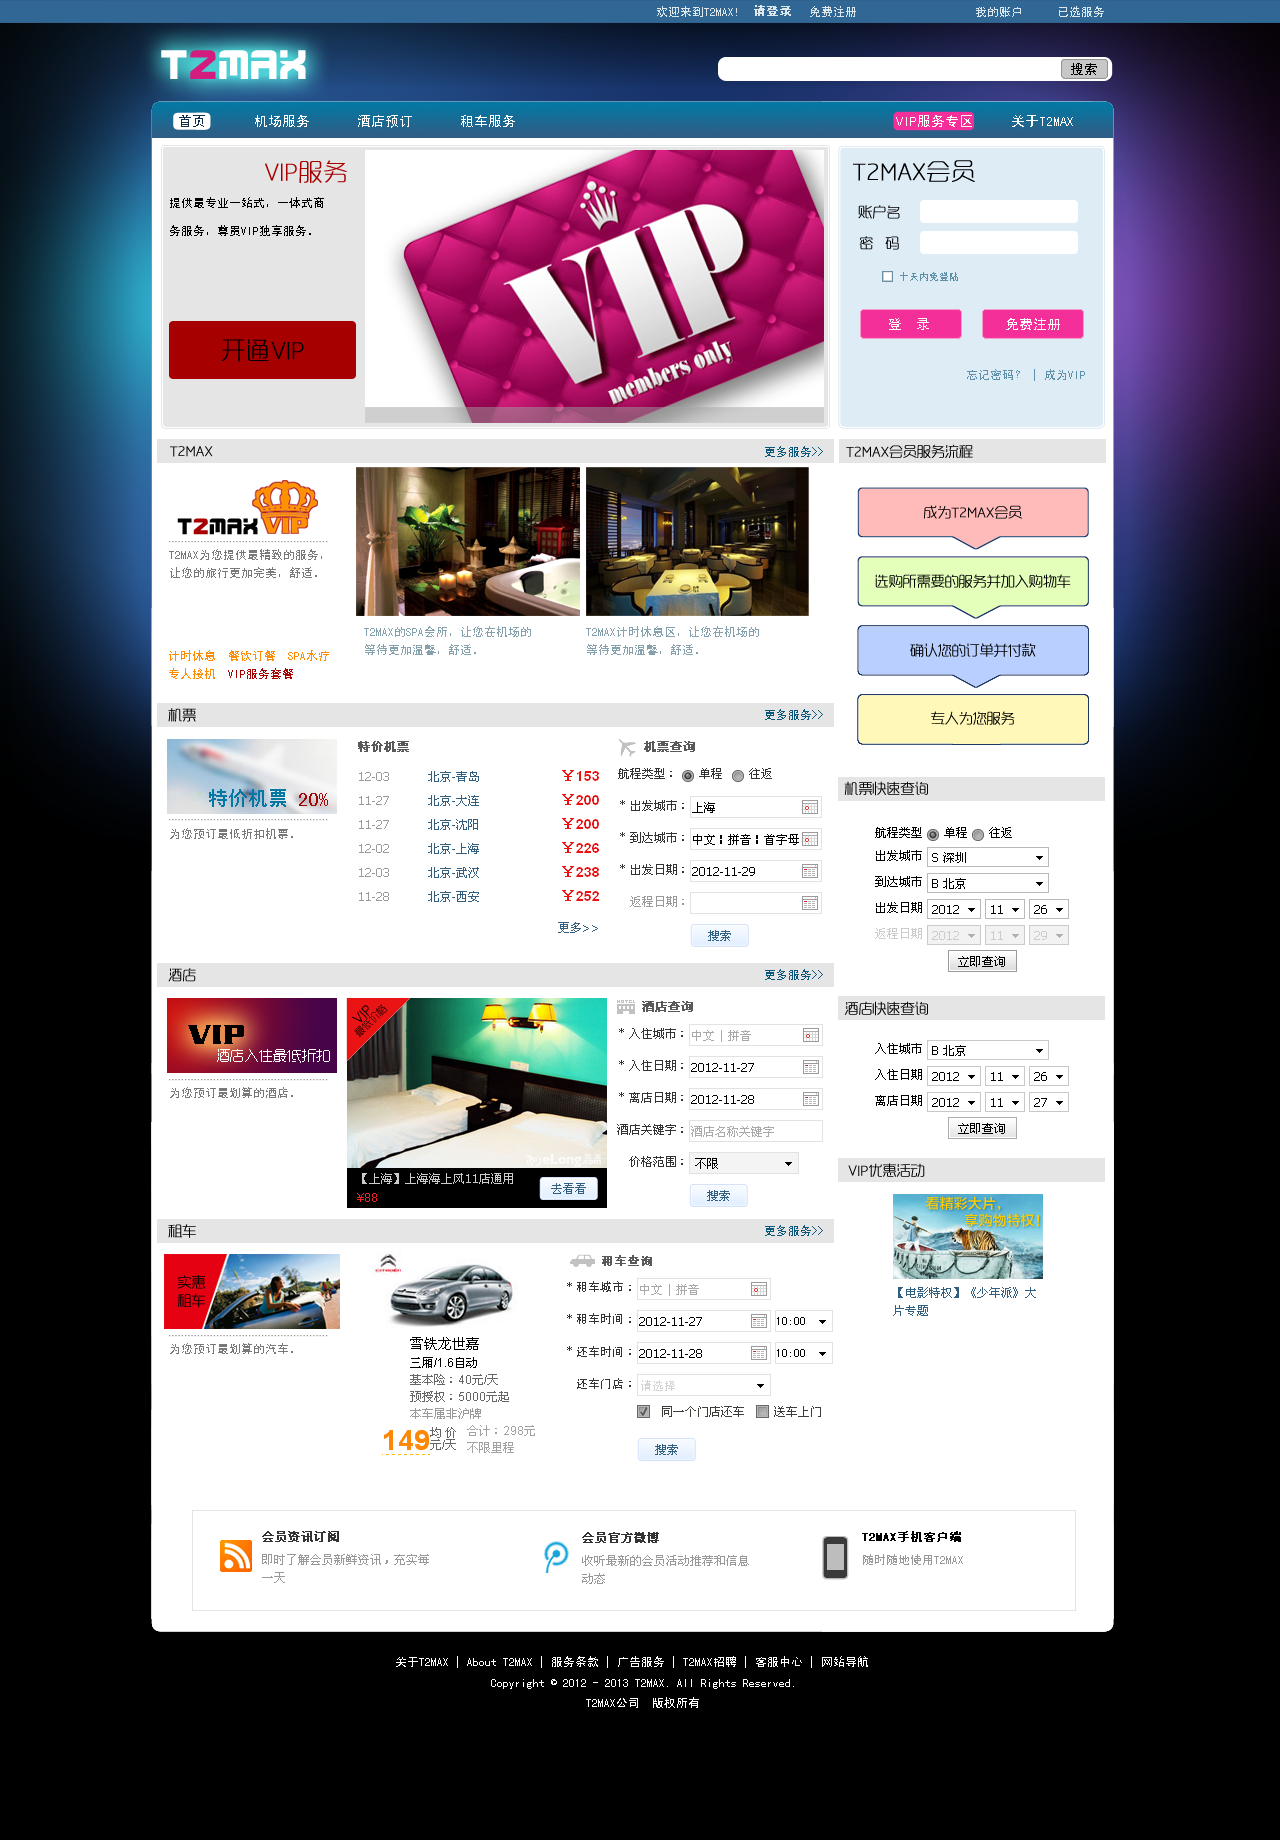 欢迎来到T2MAX! 请登录 免费注册 我的账户 已选服务
T2MAX
搜索
首页 机场服务 酒店预订 租车服务 VIP服务专区 关于T2MAX
VIP服务
提供最专业一站式，一体式商
务服务，尊贵VIP独享服务。
开通VIP
VIP
members only
T2MAX会员
账户名
密 码
十天内免登陆
登 录 免费注册
忘记密码? | 成为VIP
T2MAX 更多服务>>
T2MAX VIP
T2MAX为您提供最精致的服务，
让您的旅行更加完美，舒适。
计时休息 餐饮订餐 SPA水疗
专人接机 VIP服务套餐
T2MAX的SPA会所，让您在机场的
等待更加温馨，舒适。
T2MAX计时休息区，让您在机场的
等待更加温馨，舒适。
T2MAX会员服务流程
成为T2MAX会员
选购所需要的服务并加入购物车
确认您的订单并付款
专人为您服务
机票 更多服务>>
特价机票 20%
为您预订最低折扣机票。
特价机票
12-03 北京-青岛 ¥153
11-27 北京-大连 ¥200
11-27 北京-沈阳 ¥200
12-02 北京-上海 ¥226
12-03 北京-武汉 ¥238
11-28 北京-西安 ¥252
更多>>
机票查询
航程类型： 单程 往返
* 出发城市： 上海
* 到达城市： 中文¦拼音¦首字母
* 出发日期： 2012-11-29
返程日期：
搜索
机票快速查询
航程类型 单程 往返
出发城市 S 深圳
到达城市 B 北京
出发日期 2012 11 26
返程日期 2012 11 29
立即查询
酒店 更多服务>>
VIP
酒店入住最低折扣
为您预订最划算的酒店。
VIP
最低价格
【上海】上海海上风11店通用
¥88
去看看
HOTEL
酒店查询
* 入住城市： 中文｜拼音
* 入住日期： 2012-11-27
* 离店日期： 2012-11-28
酒店关键字： 酒店名称关键字
价格范围： 不限
搜索
酒店快速查询
入住城市 B 北京
入住日期 2012 11 26
离店日期 2012 11 27
立即查询
VIP优惠活动
看精彩大片，
享购物特权！
【电影特权】《少年派》大
片专题
租车 更多服务>>
实惠
租车
为您预订最划算的汽车。
CITROËN
雪铁龙世嘉
三厢/1.6自动
基本险：40元/天
预授权：5000元起
本车属非沪牌
149 均价 元/天
合计：298元
不限里程
租车查询
* 租车城市： 中文｜拼音
* 租车时间： 2012-11-27 10:00
* 还车时间： 2012-11-28 10:00
还车门店： 请选择
同一个门店还车 送车上门
搜索
会员资讯订阅
即时了解会员新鲜资讯，充实每
一天
会员官方微博
收听最新的会员活动推荐和信息
动态
T2MAX手机客户端
随时随地使用T2MAX
关于T2MAX | About T2MAX | 服务条款 | 广告服务 | T2MAX招聘 | 客服中心 | 网站导航
Copyright © 2012 - 2013 T2MAX. All Rights Reserved.
T2MAX公司 版权所有